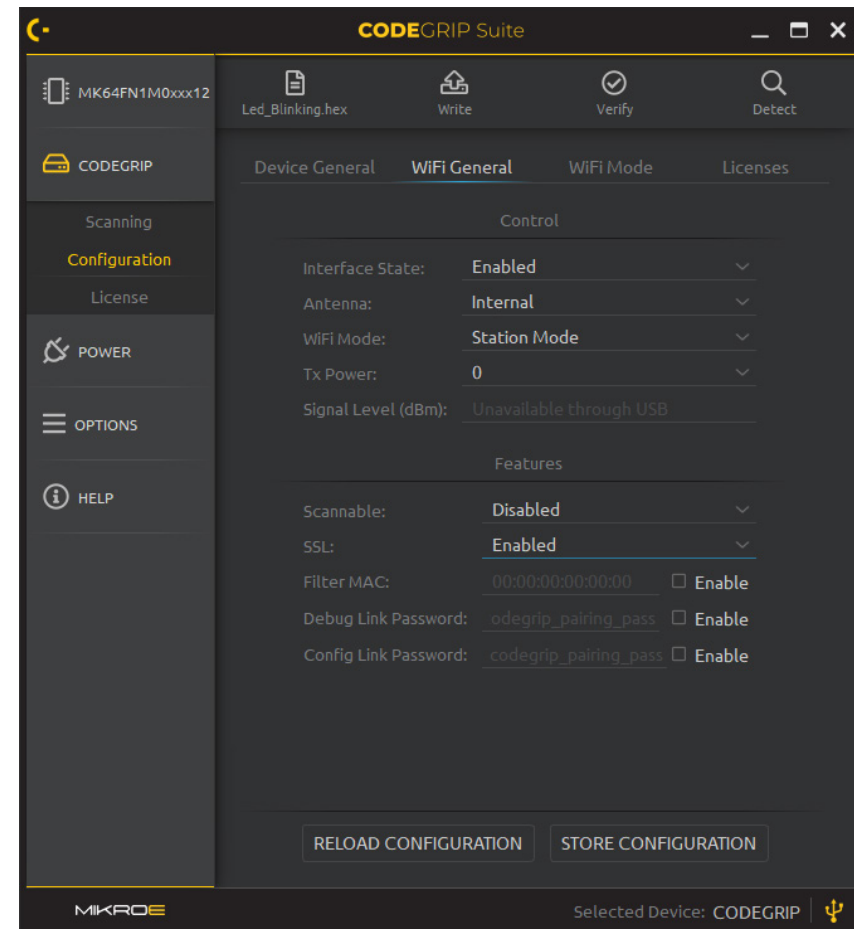 CODEGRIP Suite
MK64FN1M0xxx12
Led_Blinking.hex
Write
Verify
Detect
CODEGRIP
Scanning
Configuration
License
POWER
OPTIONS
HELP
Device General
WiFi General
WiFi Mode
Licenses
Control
Interface State: Enabled
Antenna: Internal
WiFi Mode: Station Mode
Tx Power: 0
Signal Level (dBm): Unavailable through USB
Features
Scannable: Disabled
SSL: Enabled
Filter MAC: 00:00:00:00:00:00 Enable
Debug Link Password: odegrip_pairing_pass Enable
Config Link Password: codegrip_pairing_pass Enable
RELOAD CONFIGURATION
STORE CONFIGURATION
MIKROE
Selected Device: CODEGRIP